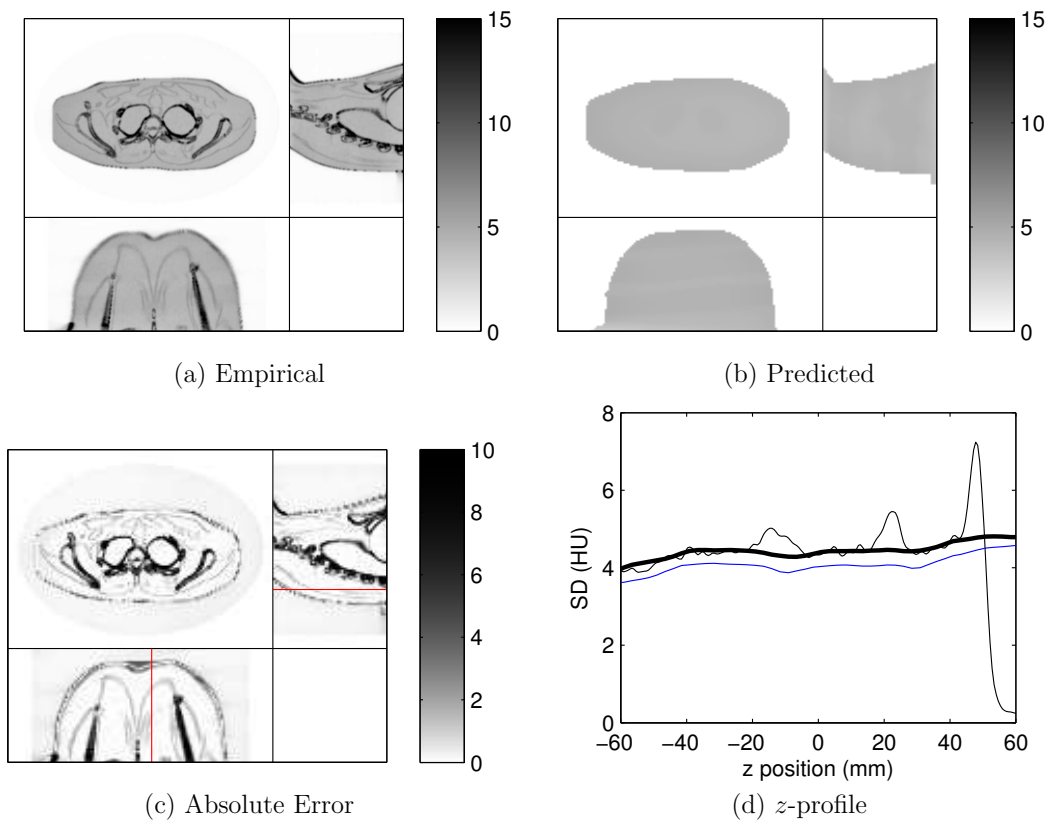 15
10
5
0
(a) Empirical
15
10
5
0
(b) Predicted
10
8
6
4
2
0
(c) Absolute Error
8
6
4
2
0
SD (HU)
−60 −40 −20 0 20 40 60
z position (mm)
(d) z-profile